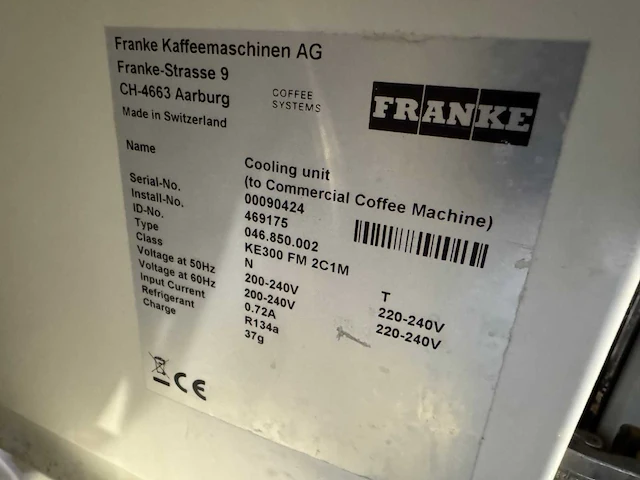 Franke Kaffeemaschinen AG
Franke-Strasse 9
CH-4663 Aarburg
Made in Switzerland
COFFEE
SYSTEMS
FRANKE
Name Cooling unit
(to Commercial Coffee Machine)
Serial-No. 00090424
Install-No. 469175
ID-No. 046.850.002
Type KE300 FM 2C1M
Class N T
Voltage at 50Hz 200-240V 220-240V
Voltage at 60Hz 200-240V 220-240V
Input Current 0.72A
Refrigerant R134a
Charge 37g
CE